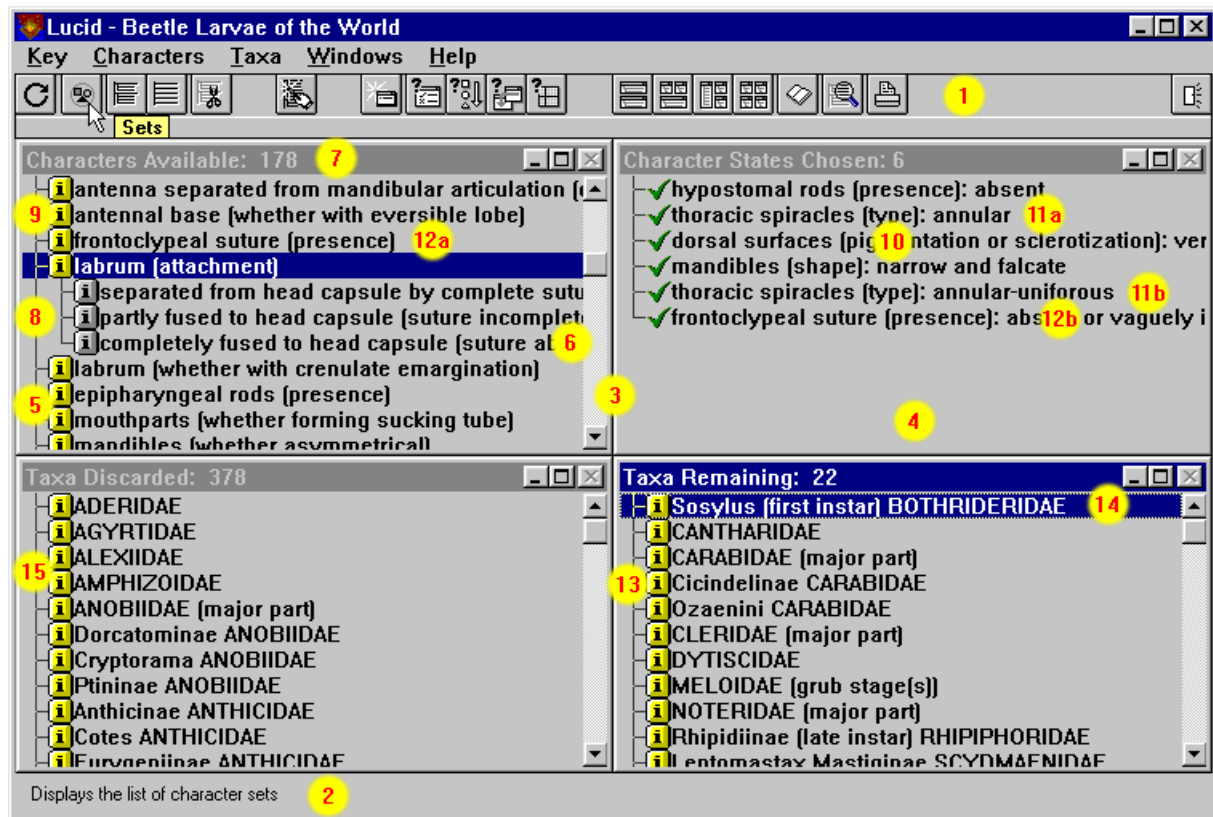 Lucid - Beetle Larvae of the World
Key Characters Taxa Windows Help
1
Sets
Characters Available: 178 7
antenna separated from mandibular articulation (
9 antennal base (whether with eversible lobe)
frontoclypeal suture (presence) 12a
labrum (attachment)
separated from head capsule by complete sutu
8 partly fused to head capsule (suture incomplet
completely fused to head capsule (suture 6
labrum (whether with crenulate emargination)
5 epipharyngeal rods (presence)
mouthparts (whether forming sucking tube)
mandibles (whether asymmetrical)
3
Character States Chosen: 6
hypostomal rods (presence): absent
thoracic spiracles (type): annular 11a
dorsal surfaces (pig 10 ntation or sclerotization): ver
mandibles (shape): narrow and falcate
thoracic spiracles (type): annular-uniforous 11b
frontoclypeal suture (presence): abs 12b or vaguely i
4
Taxa Discarded: 378
ADERIDAE
AGYRTIDAE
ALEXIIDAE
15 AMPHIZOIDAE
ANOBIIDAE (major part)
Dorcatominae ANOBIIDAE
Cryptorama ANOBIIDAE
Ptininae ANOBIIDAE
Anthicinae ANTHICIDAE
Cotes ANTHICIDAE
Eurygeniinae ANTHICIDAE
Taxa Remaining: 22
Sosylus (first instar) BOTHRIDERIDAE 14
CANTHARIDAE
CARABIDAE (major part)
13 Cicindelinae CARABIDAE
Ozaenini CARABIDAE
CLERIDAE (major part)
DYTISCIDAE
MELOIDAE (grub stage(s))
NOTERIDAE (major part)
Rhipidiinae (late instar) RHIPIPHORIDAE
Leptomastax Mastiginae SCYDMAENIDAE
Displays the list of character sets 2